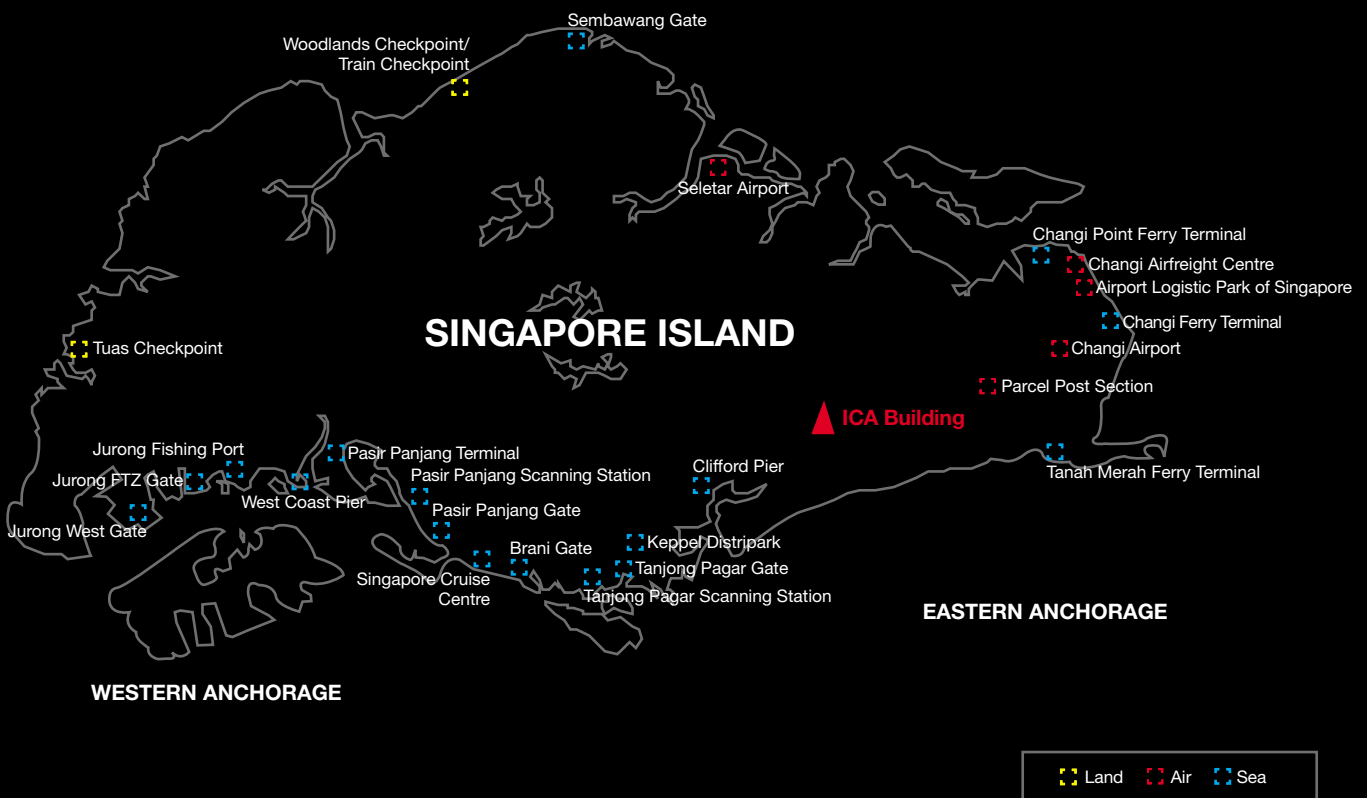 Sembawang Gate
Woodlands Checkpoint/
Train Checkpoint
Seletar Airport
Changi Point Ferry Terminal
Changi Airfreight Centre
Airport Logistic Park of Singapore
Changi Ferry Terminal
SINGAPORE ISLAND
Tuas Checkpoint
Changi Airport
Parcel Post Section
ICA Building
Jurong Fishing Port
Pasir Panjang Terminal
Clifford Pier
Tanah Merah Ferry Terminal
Pasir Panjang Scanning Station
Jurong FTZ Gate
West Coast Pier
Pasir Panjang Gate
Jurong West Gate
Keppel Distripark
Brani Gate
Tanjong Pagar Gate
Singapore Cruise
Centre
Tanjong Pagar Scanning Station
EASTERN ANCHORAGE
WESTERN ANCHORAGE
Land Air Sea